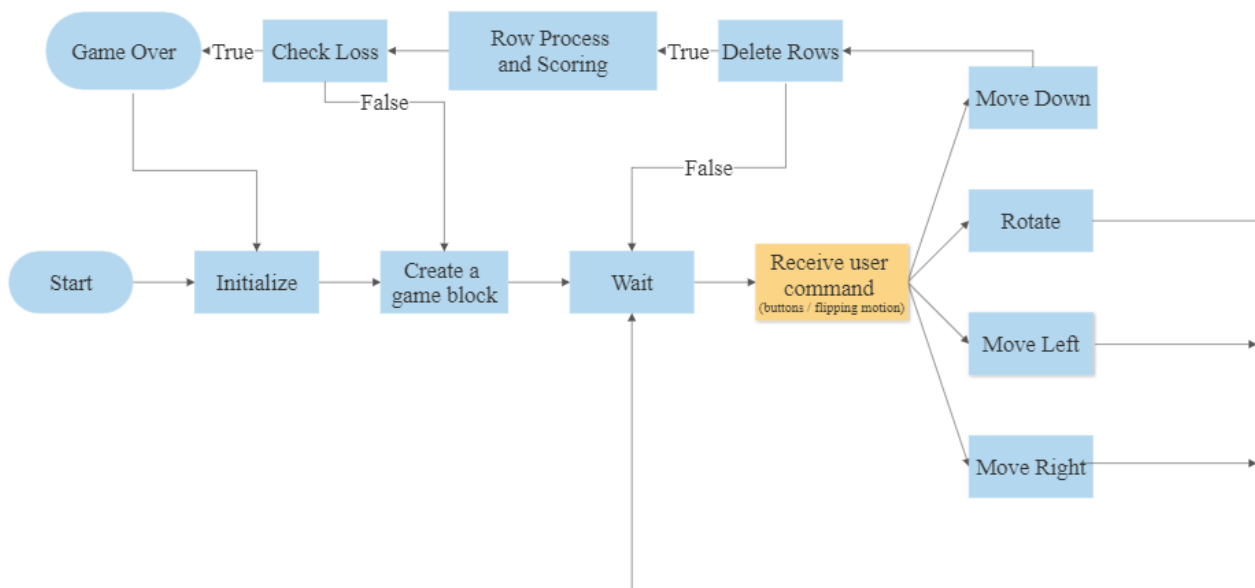 Game Over
True
Check Loss
Row Process
and Scoring
True
Delete Rows
Move Down
False
False
Rotate
Start
Initialize
Create a
game block
Wait
Receive user
command
(buttons / flipping motion)
Move Left
Move Right